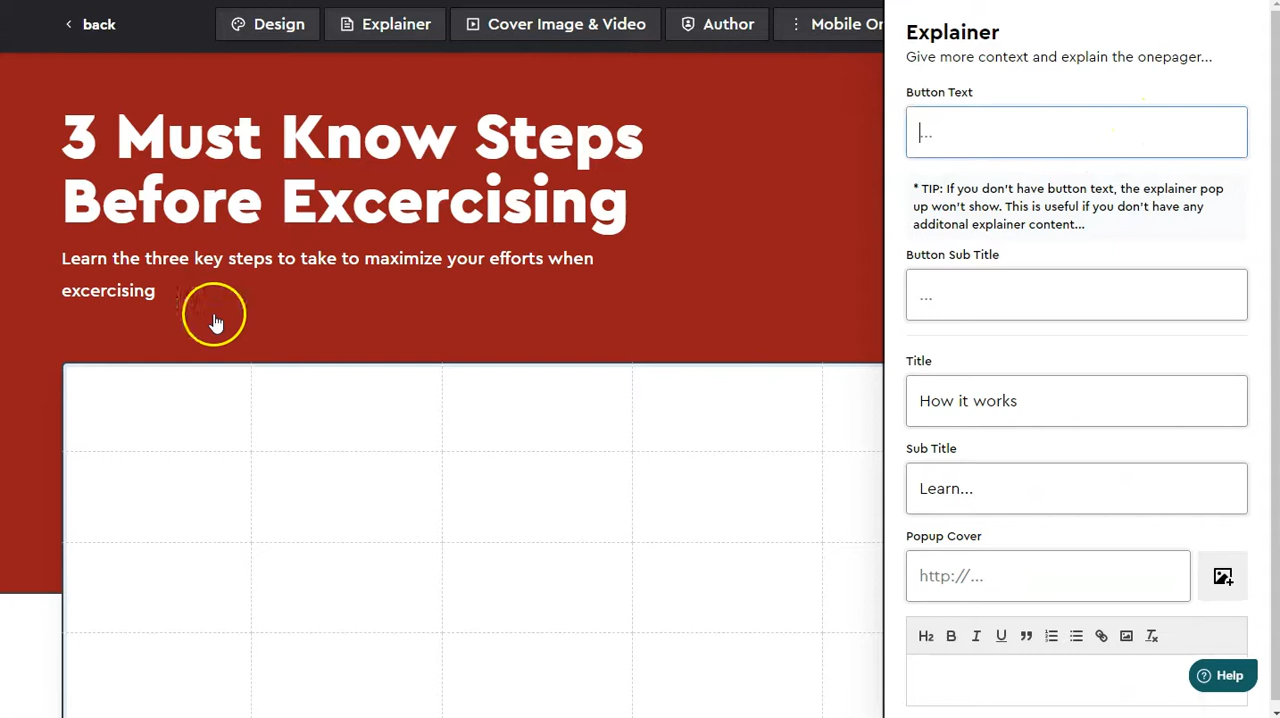 back
Design
Explainer
Cover Image & Video
Author
Mobile On
3 Must Know Steps
Before Excercising
Learn the three key steps to take to maximize your efforts when
excercising
Explainer
Give more context and explain the onepager...
Button Text
...
* TIP: If you don't have button text, the explainer pop
up won't show. This is useful if you don't have any
additonal explainer content...
Button Sub Title
...
Title
How it works
Sub Title
Learn...
Popup Cover
http://...
H2 B I U
Help